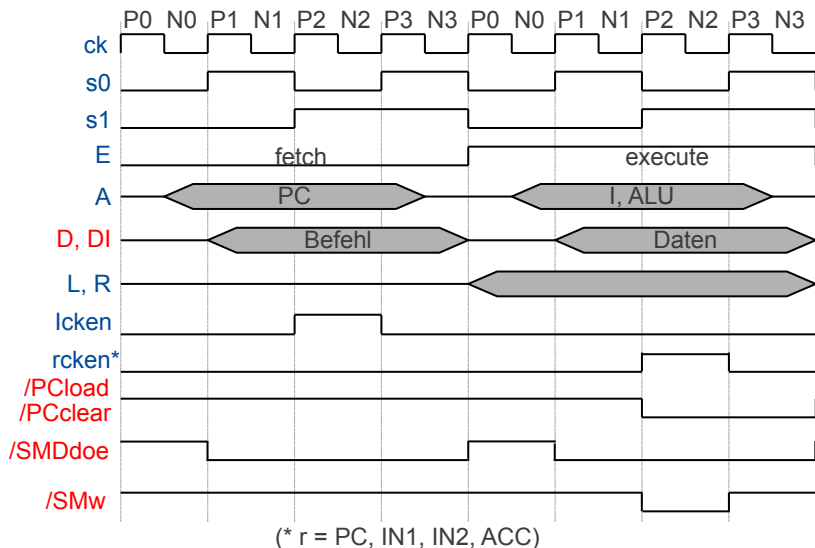 P0 N0 P1 N1 P2 N2 P3 N3 P0 N0 P1 N1 P2 N2 P3 N3
ck
s0
s1
E fetch execute
A PC I, ALU
D, DI Befehl Daten
L, R
Icken
rcken*
/PCload
/PCclear
/SMDdoe
/SMw
(* r = PC, IN1, IN2, ACC)